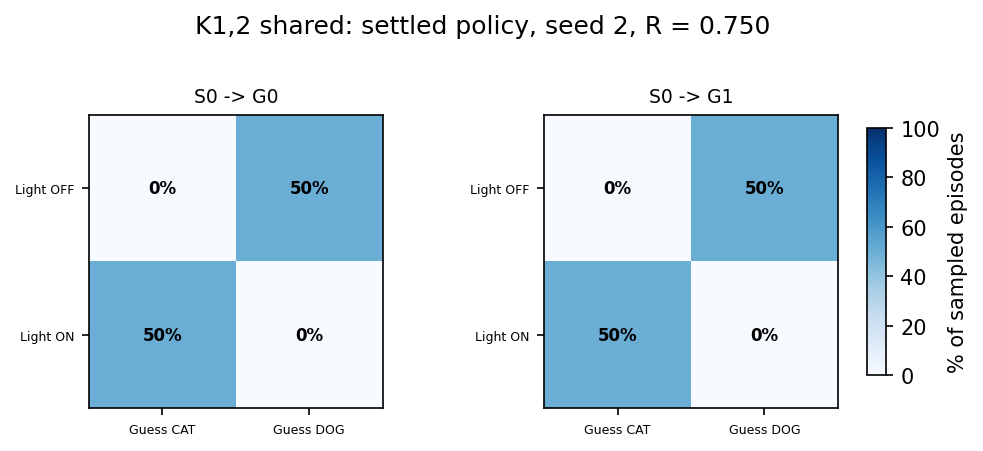 K1,2 shared: settled policy, seed 2, R = 0.750
S0 -> G0
Light OFF
0%
50%
Light ON
50%
0%
Guess CAT
Guess DOG
S0 -> G1
Light OFF
0%
50%
Light ON
50%
0%
Guess CAT
Guess DOG
100
80
60
40
20
0
% of sampled episodes